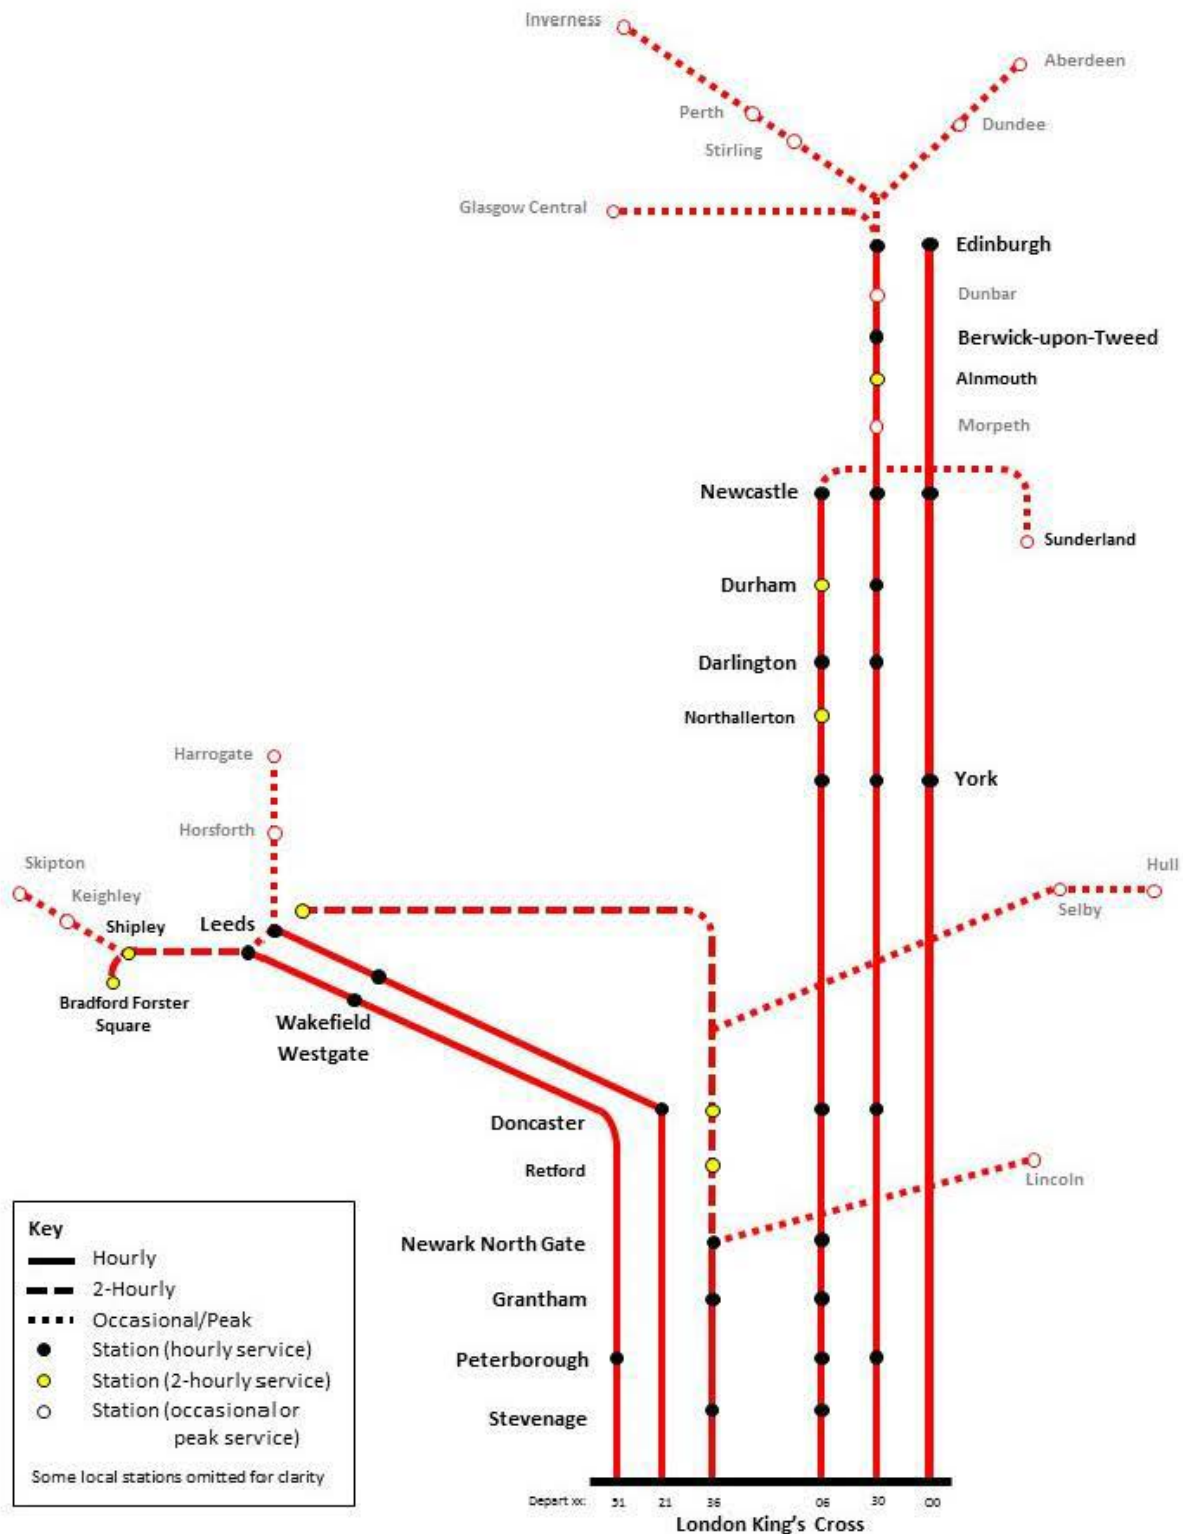 Inverness
Aberdeen
Perth
Dundee
Stirling
Glasgow Central
Edinburgh
Dunbar
Berwick-upon-Tweed
Alnmouth
Morpeth
Newcastle
Sunderland
Durham
Darlington
Northallerton
Harrogate
York
Horsforth
Skipton
Hull
Keighley
Selby
Shipley
Leeds
Bradford Forster
Square
Wakefield
Westgate
Doncaster
Retford
Lincoln
Newark North Gate
Grantham
Peterborough
Stevenage
Key
Hourly
2-Hourly
Occasional/Peak
Station (hourly service)
Station (2-hourly service)
Station (occasional or
peak service)
Some local stations omitted for clarity
Depart xx: 51 21 36 06 30 00
London King's Cross